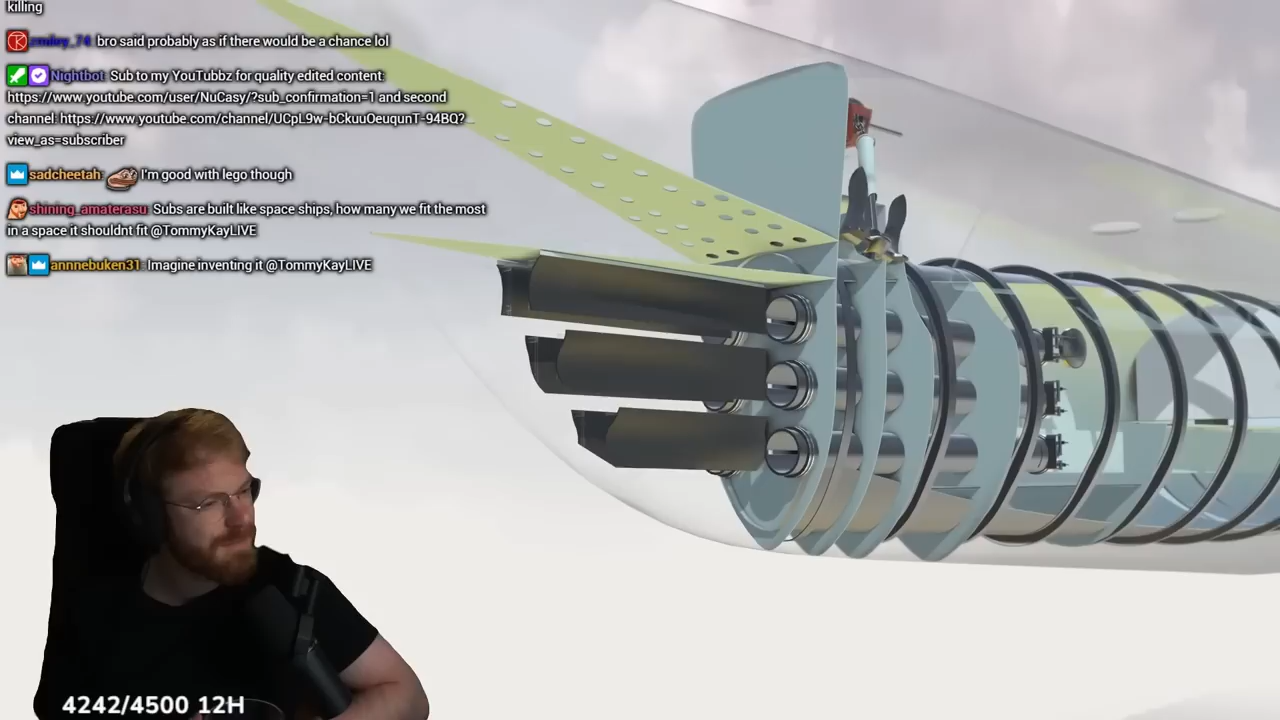 killing
bro said probably as if there would be a chance lol
Nightbot: Sub to my YouTubbz for quality edited content:
https://www.youtube.com/user/NuCasy/?sub_confirmation=1 and second
channel: https://www.youtube.com/channel/UCpL9w-bCkuuOeuqunT-94BQ?
view_as=subscriber
sadcheetah: I'm good with lego though
shining_amaterasu: Subs are built like space ships, how many we fit the most
in a space it shouldnt fit @TommyKayLIVE
annnebuken31: Imagine inventing it @TommyKayLIVE
4242/4500 12H